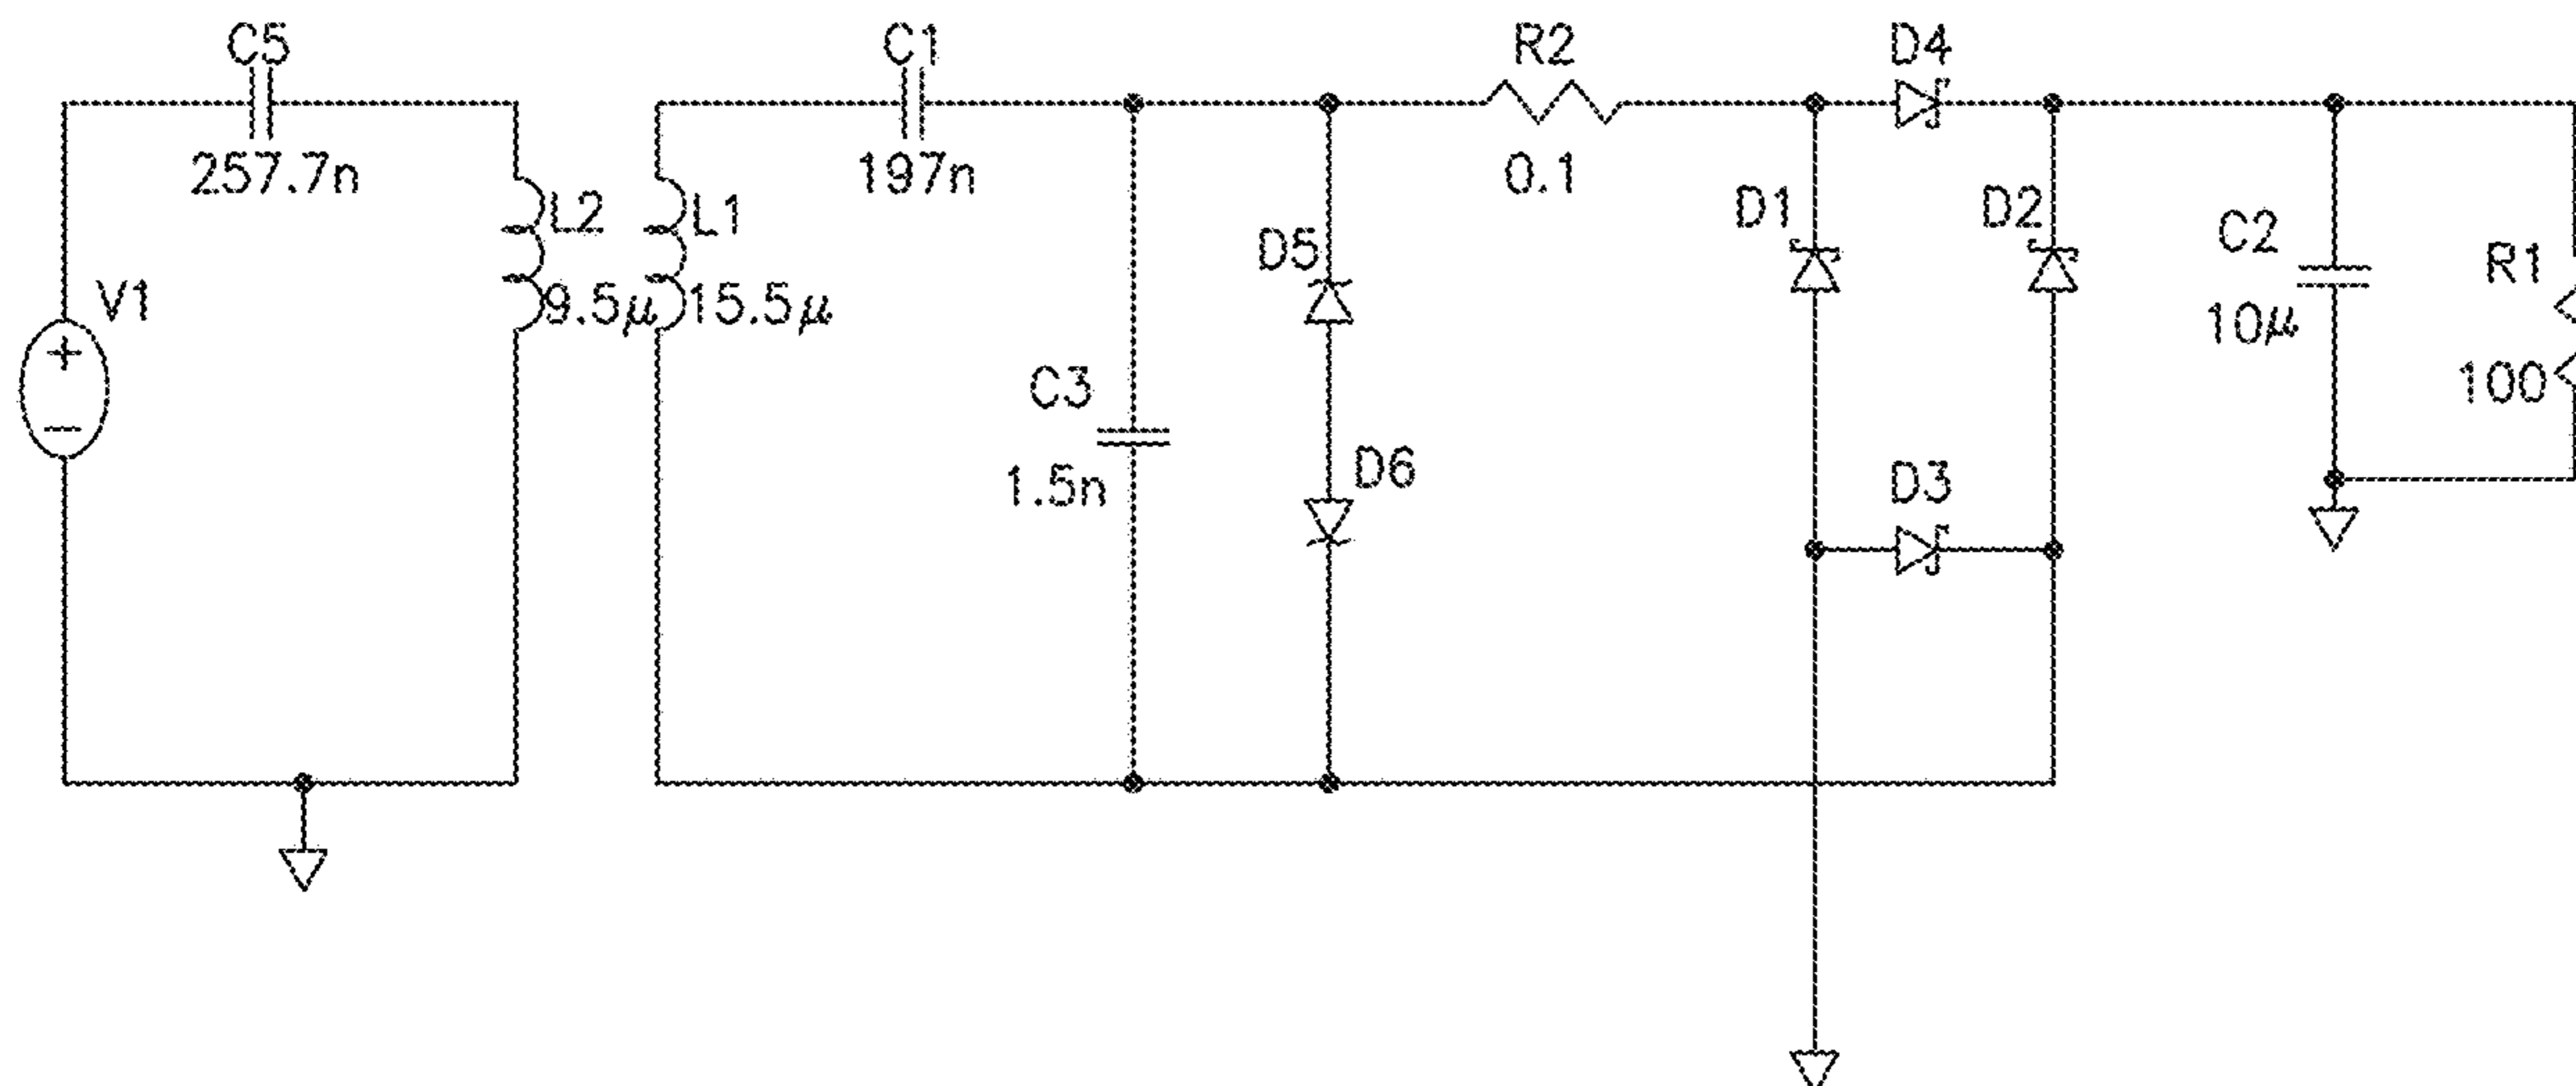 C5
257.7n
V1
+
−
L2
9.5µ
L1
15.5µ
C1
197n
C3
1.5n
D5
D6
R2
0.1
D4
D1
D2
D3
C2
10µ
R1
100